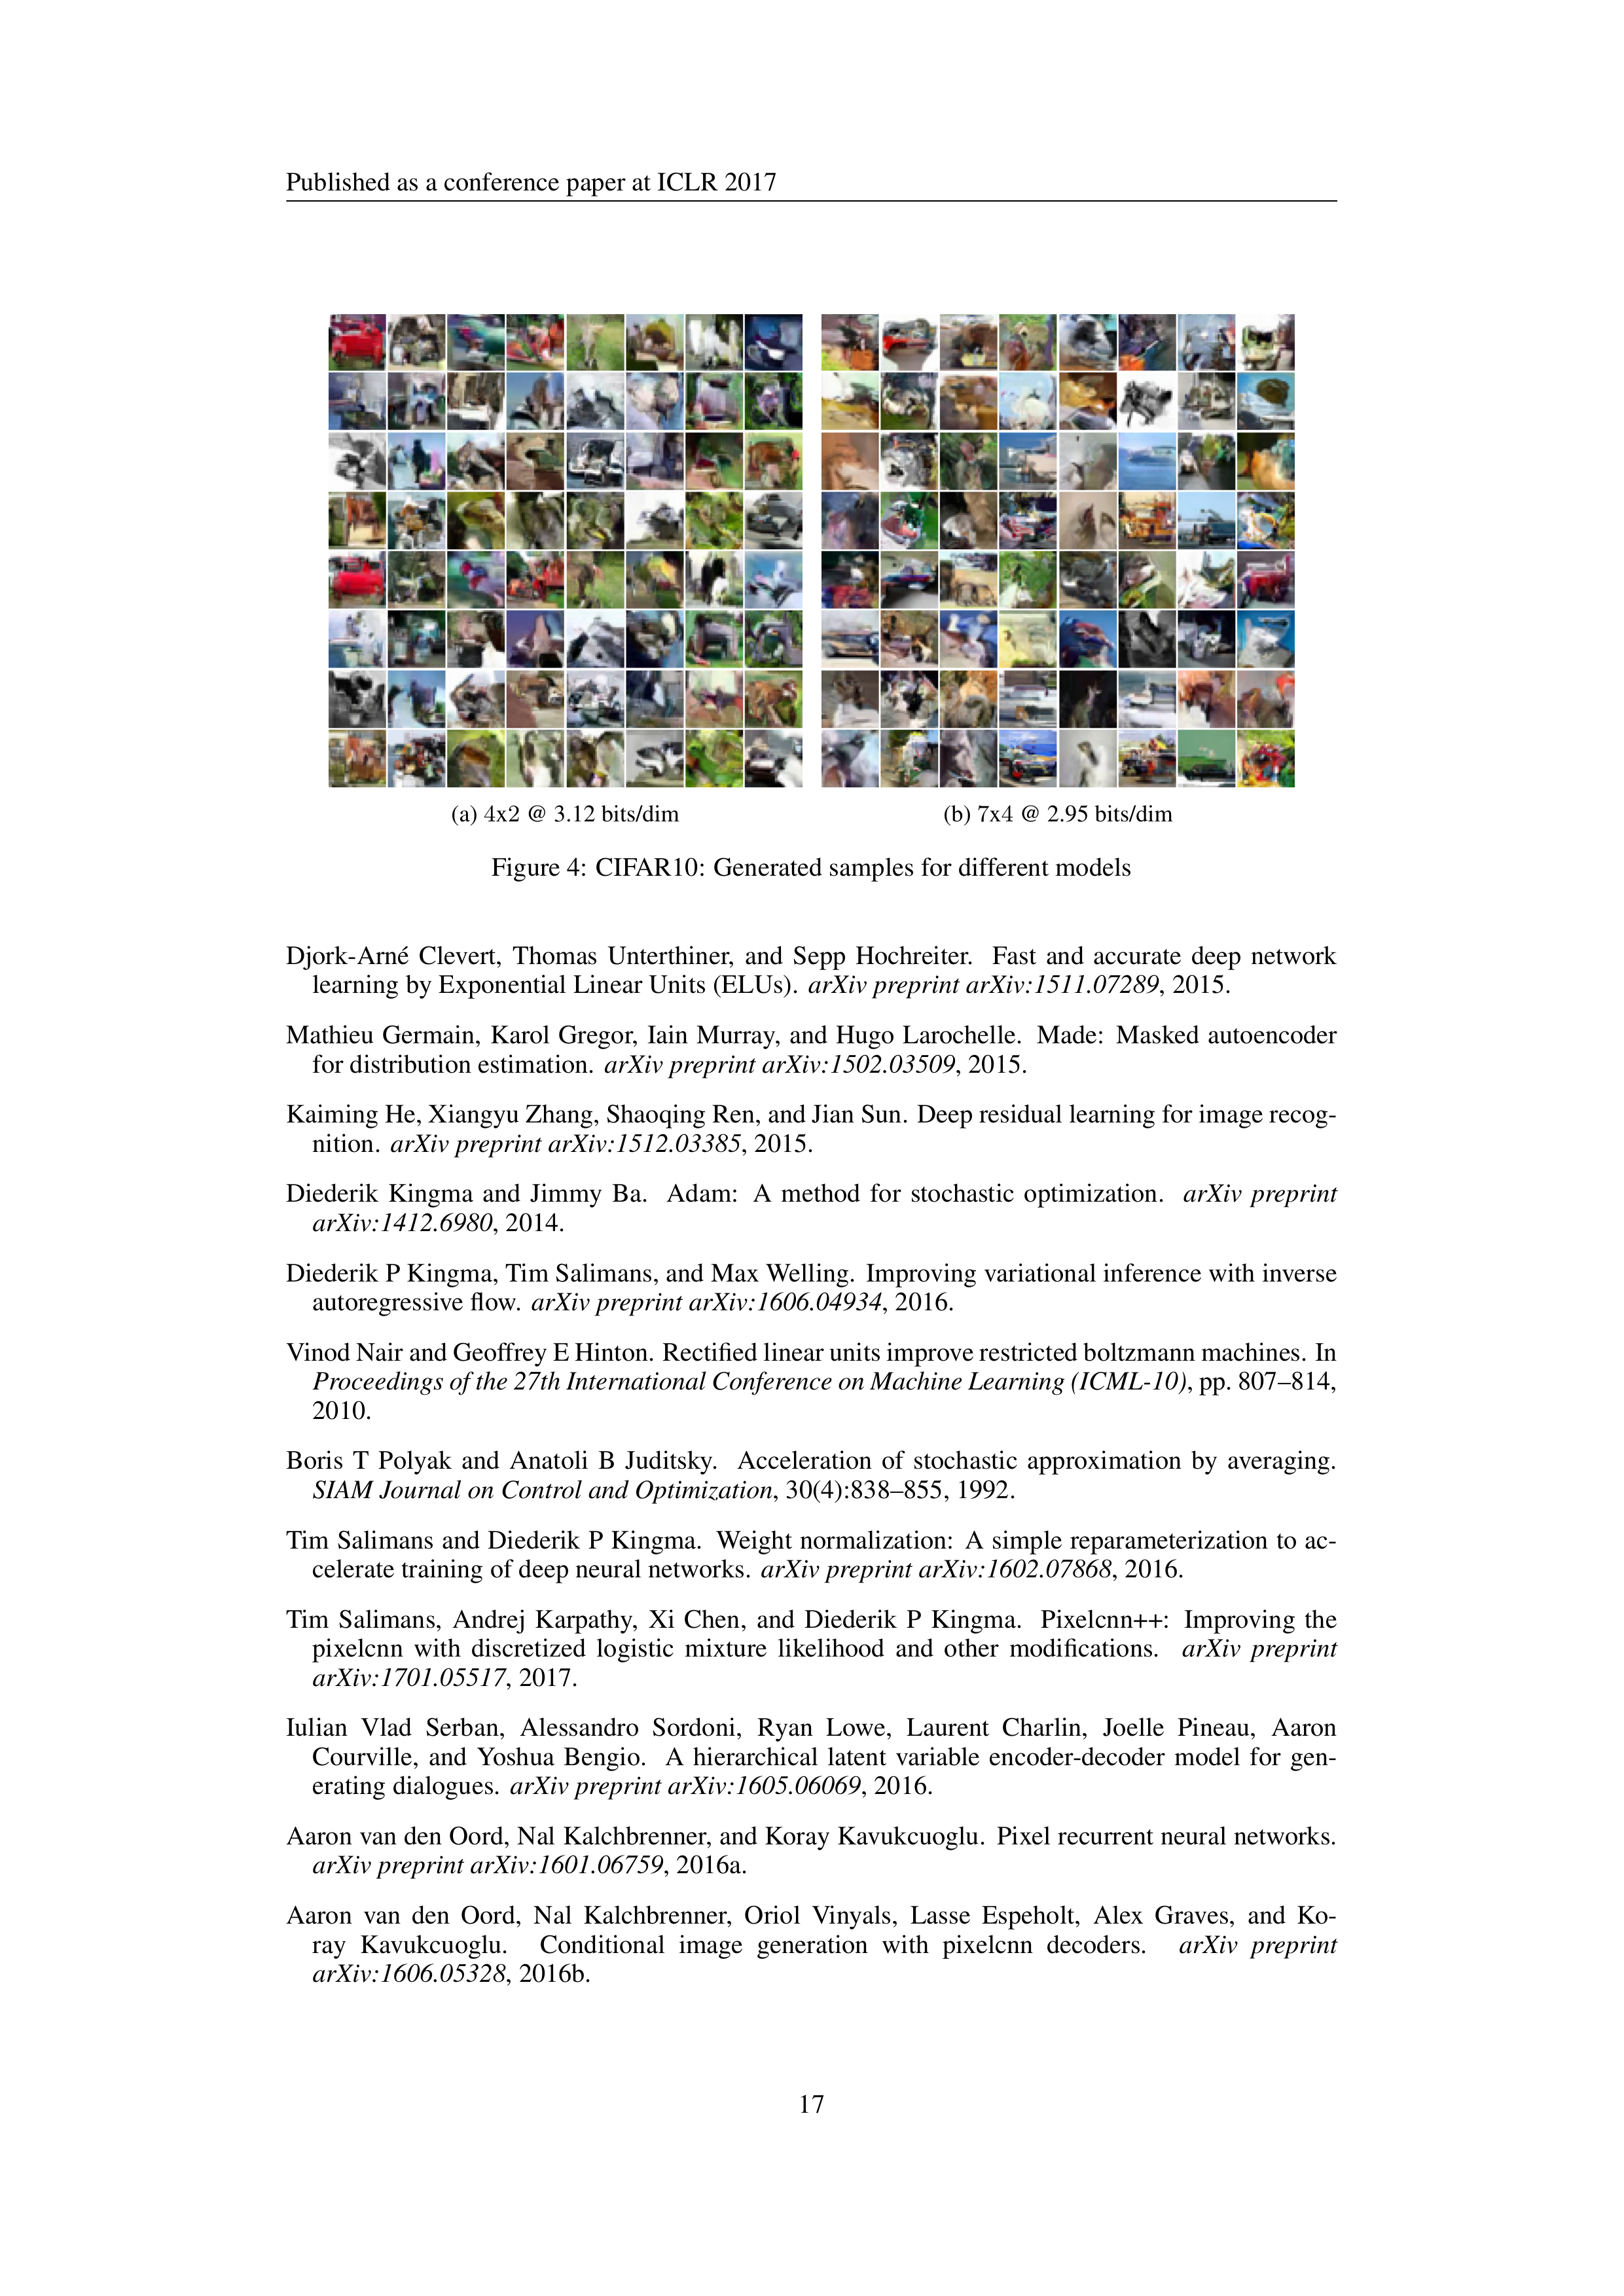 Published as a conference paper at ICLR 2017
(a) 4x2 @ 3.12 bits/dim
(b) 7x4 @ 2.95 bits/dim
Figure 4: CIFAR10: Generated samples for different models
Djork-Arné Clevert, Thomas Unterthiner, and Sepp Hochreiter. Fast and accurate deep network
learning by Exponential Linear Units (ELUs). arXiv preprint arXiv:1511.07289, 2015.
Mathieu Germain, Karol Gregor, Iain Murray, and Hugo Larochelle. Made: Masked autoencoder
for distribution estimation. arXiv preprint arXiv:1502.03509, 2015.
Kaiming He, Xiangyu Zhang, Shaoqing Ren, and Jian Sun. Deep residual learning for image recog-
nition. arXiv preprint arXiv:1512.03385, 2015.
Diederik Kingma and Jimmy Ba. Adam: A method for stochastic optimization. arXiv preprint
arXiv:1412.6980, 2014.
Diederik P Kingma, Tim Salimans, and Max Welling. Improving variational inference with inverse
autoregressive flow. arXiv preprint arXiv:1606.04934, 2016.
Vinod Nair and Geoffrey E Hinton. Rectified linear units improve restricted boltzmann machines. In
Proceedings of the 27th International Conference on Machine Learning (ICML-10), pp. 807–814,
2010.
Boris T Polyak and Anatoli B Juditsky. Acceleration of stochastic approximation by averaging.
SIAM Journal on Control and Optimization, 30(4):838–855, 1992.
Tim Salimans and Diederik P Kingma. Weight normalization: A simple reparameterization to ac-
celerate training of deep neural networks. arXiv preprint arXiv:1602.07868, 2016.
Tim Salimans, Andrej Karpathy, Xi Chen, and Diederik P Kingma. Pixelcnn++: Improving the
pixelcnn with discretized logistic mixture likelihood and other modifications. arXiv preprint
arXiv:1701.05517, 2017.
Iulian Vlad Serban, Alessandro Sordoni, Ryan Lowe, Laurent Charlin, Joelle Pineau, Aaron
Courville, and Yoshua Bengio. A hierarchical latent variable encoder-decoder model for gen-
erating dialogues. arXiv preprint arXiv:1605.06069, 2016.
Aaron van den Oord, Nal Kalchbrenner, and Koray Kavukcuoglu. Pixel recurrent neural networks.
arXiv preprint arXiv:1601.06759, 2016a.
Aaron van den Oord, Nal Kalchbrenner, Oriol Vinyals, Lasse Espeholt, Alex Graves, and Ko-
ray Kavukcuoglu. Conditional image generation with pixelcnn decoders. arXiv preprint
arXiv:1606.05328, 2016b.
17